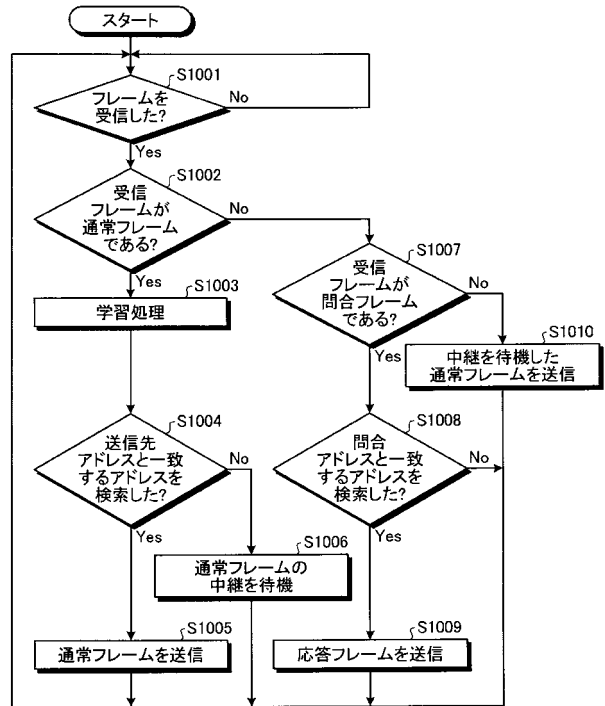 スタート
S1001
フレームを
受信した?
No
Yes
S1002
受信
フレームが
通常フレーム
である?
No
Yes
S1003
学習処理
S1007
受信
フレームが
問合フレーム
である?
No
Yes
S1010
中継を待機した
通常フレームを送信
S1004
送信先
アドレスと一致
するアドレスを
検索した?
No
Yes
S1008
問合
アドレスと一致
するアドレスを
検索した?
No
Yes
S1006
通常フレームの
中継を待機
S1005
通常フレームを送信
S1009
応答フレームを送信